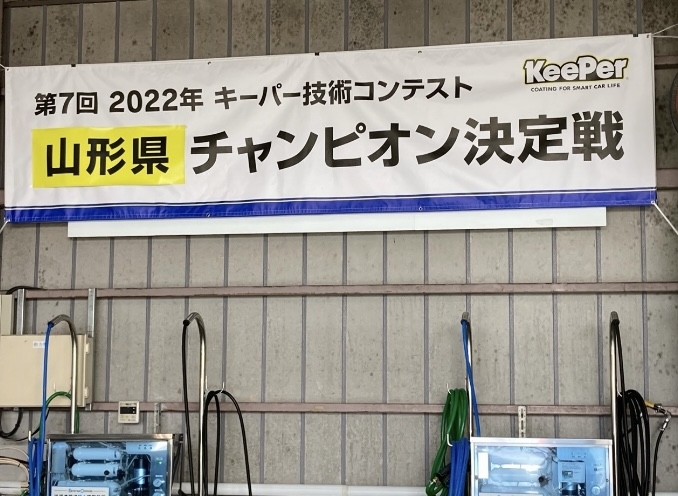 KeePer
COATING FOR SMART CAR LIFE
第7回 2022年 キーパー技術コンテスト
山形県 チャンピオン決定戦